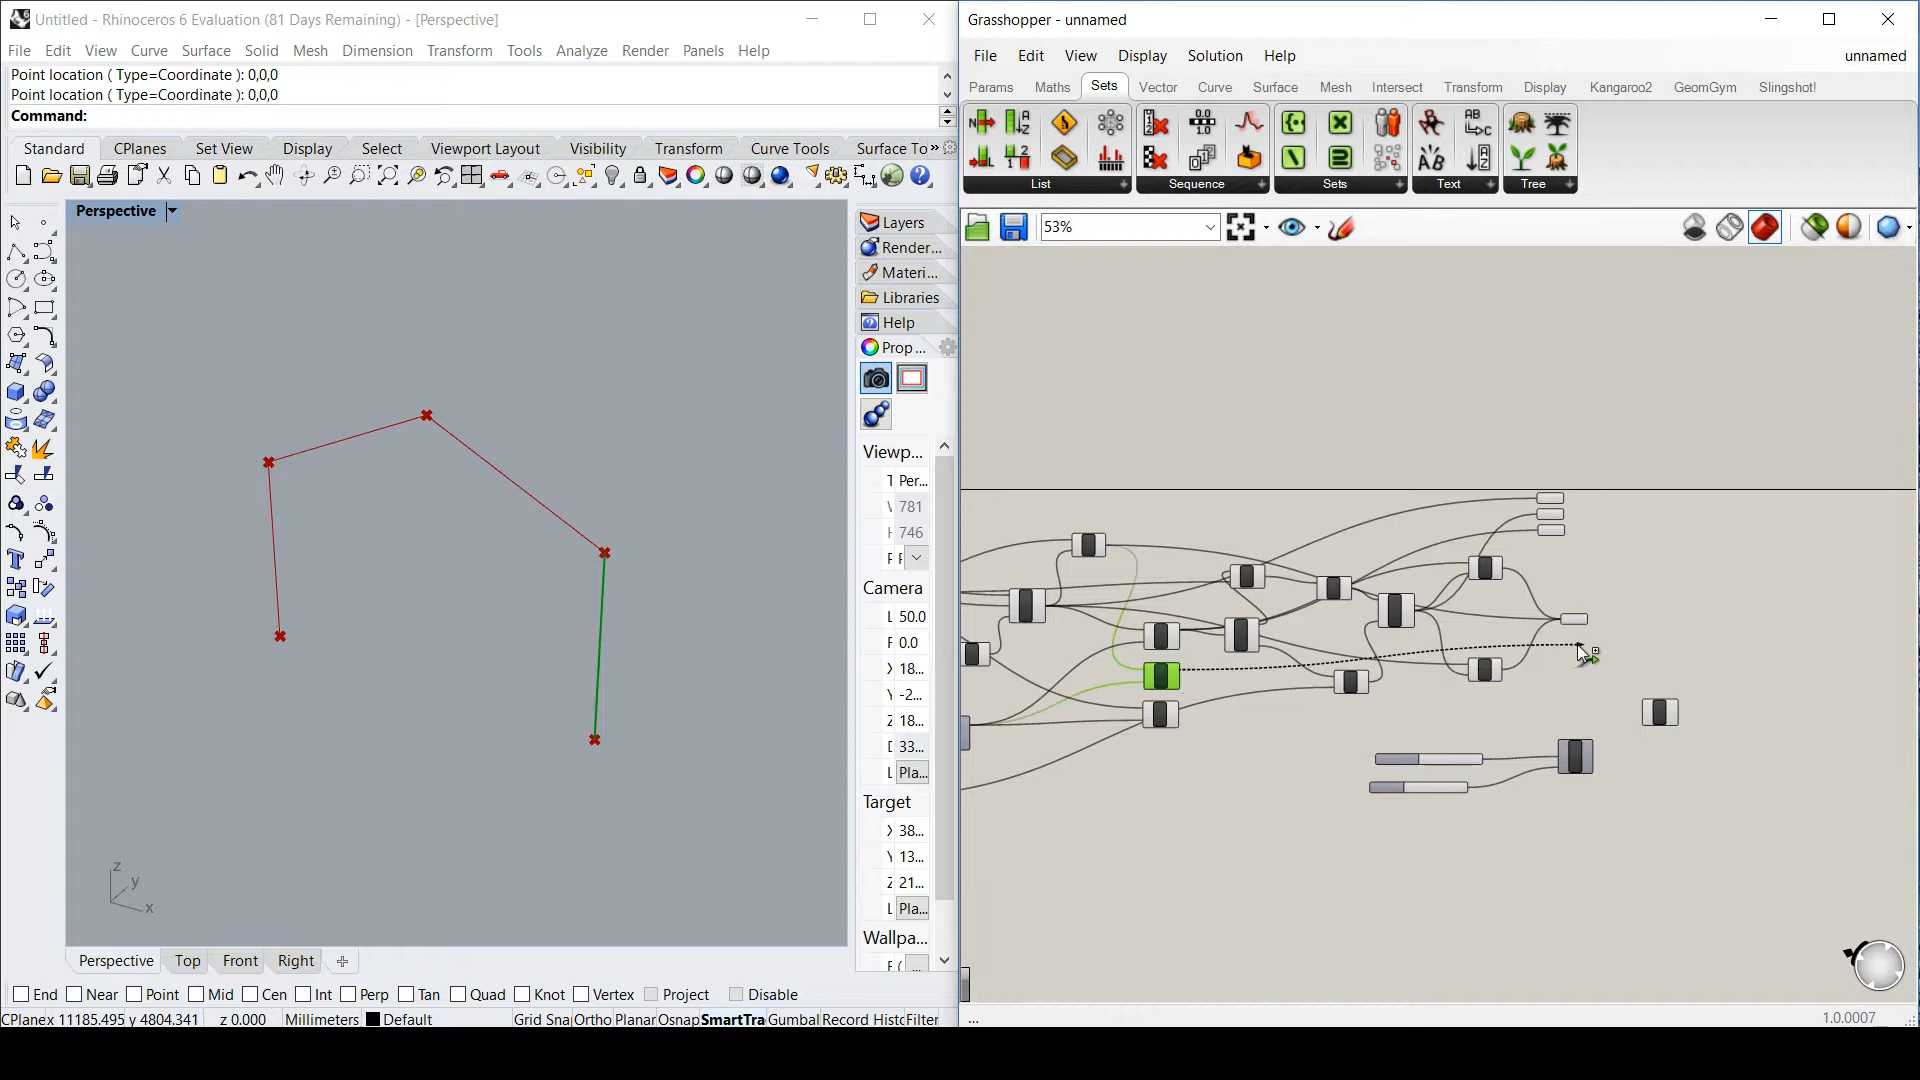 Untitled - Rhinoceros 6 Evaluation (81 Days Remaining) - [Perspective]
File Edit View Curve Surface Solid Mesh Dimension Transform Tools Analyze Render Panels Help
Point location ( Type=Coordinate ): 0,0,0
Point location ( Type=Coordinate ): 0,0,0
Command:
Standard CPlanes Set View Display Select Viewport Layout Visibility Transform Curve Tools Surface To»
Perspective
Layers
Render...
Materi...
Libraries
Help
Prop ...
Viewp...
Per...
781
746
Camera
L 50.0
0.0
X 18...
Y -2...
Z 18...
33...
L Pla...
Target
X 38...
Y 13...
Z 21...
L Pla...
Wallpa...
...
z
y
x
Perspective Top Front Right
End Near Point Mid Cen Int Perp Tan Quad Knot Vertex Project Disable
CPlane x 11185.495 y 4804.341 z 0.000 Millimeters Default Grid Sna Ortho Planar Osnap SmartTra Gumbal Record Histo Filter
Grasshopper - unnamed
File Edit View Display Solution Help
unnamed
Params Maths Sets Vector Curve Surface Mesh Intersect Transform Display Kangaroo2 GeomGym Slingshot!
List Sequence Sets Text Tree
53%
...
1.0.0007